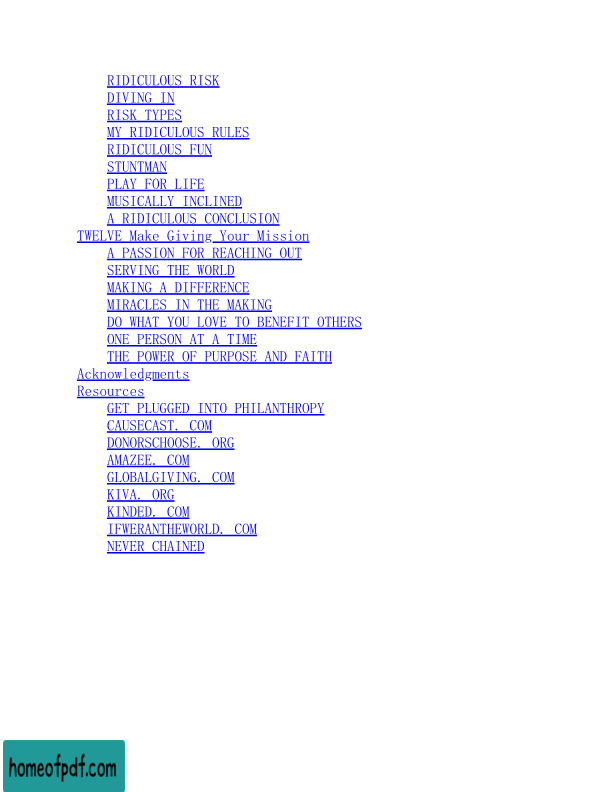 RIDICULOUS RISK
DIVING IN
RISK TYPES
MY RIDICULOUS RULES
RIDICULOUS FUN
STUNTMAN
PLAY FOR LIFE
MUSICALLY INCLINED
A RIDICULOUS CONCLUSION
TWELVE Make Giving Your Mission
A PASSION FOR REACHING OUT
SERVING THE WORLD
MAKING A DIFFERENCE
MIRACLES IN THE MAKING
DO WHAT YOU LOVE TO BENEFIT OTHERS
ONE PERSON AT A TIME
THE POWER OF PURPOSE AND FAITH
Acknowledgments
Resources
GET PLUGGED INTO PHILANTHROPY
CAUSECAST. COM
DONORSCHOOSE. ORG
AMAZEE. COM
GLOBALGIVING. COM
KIVA. ORG
KINDED. COM
IFWERANTHEWORLD. COM
NEVER CHAINED
homeofpdf.com